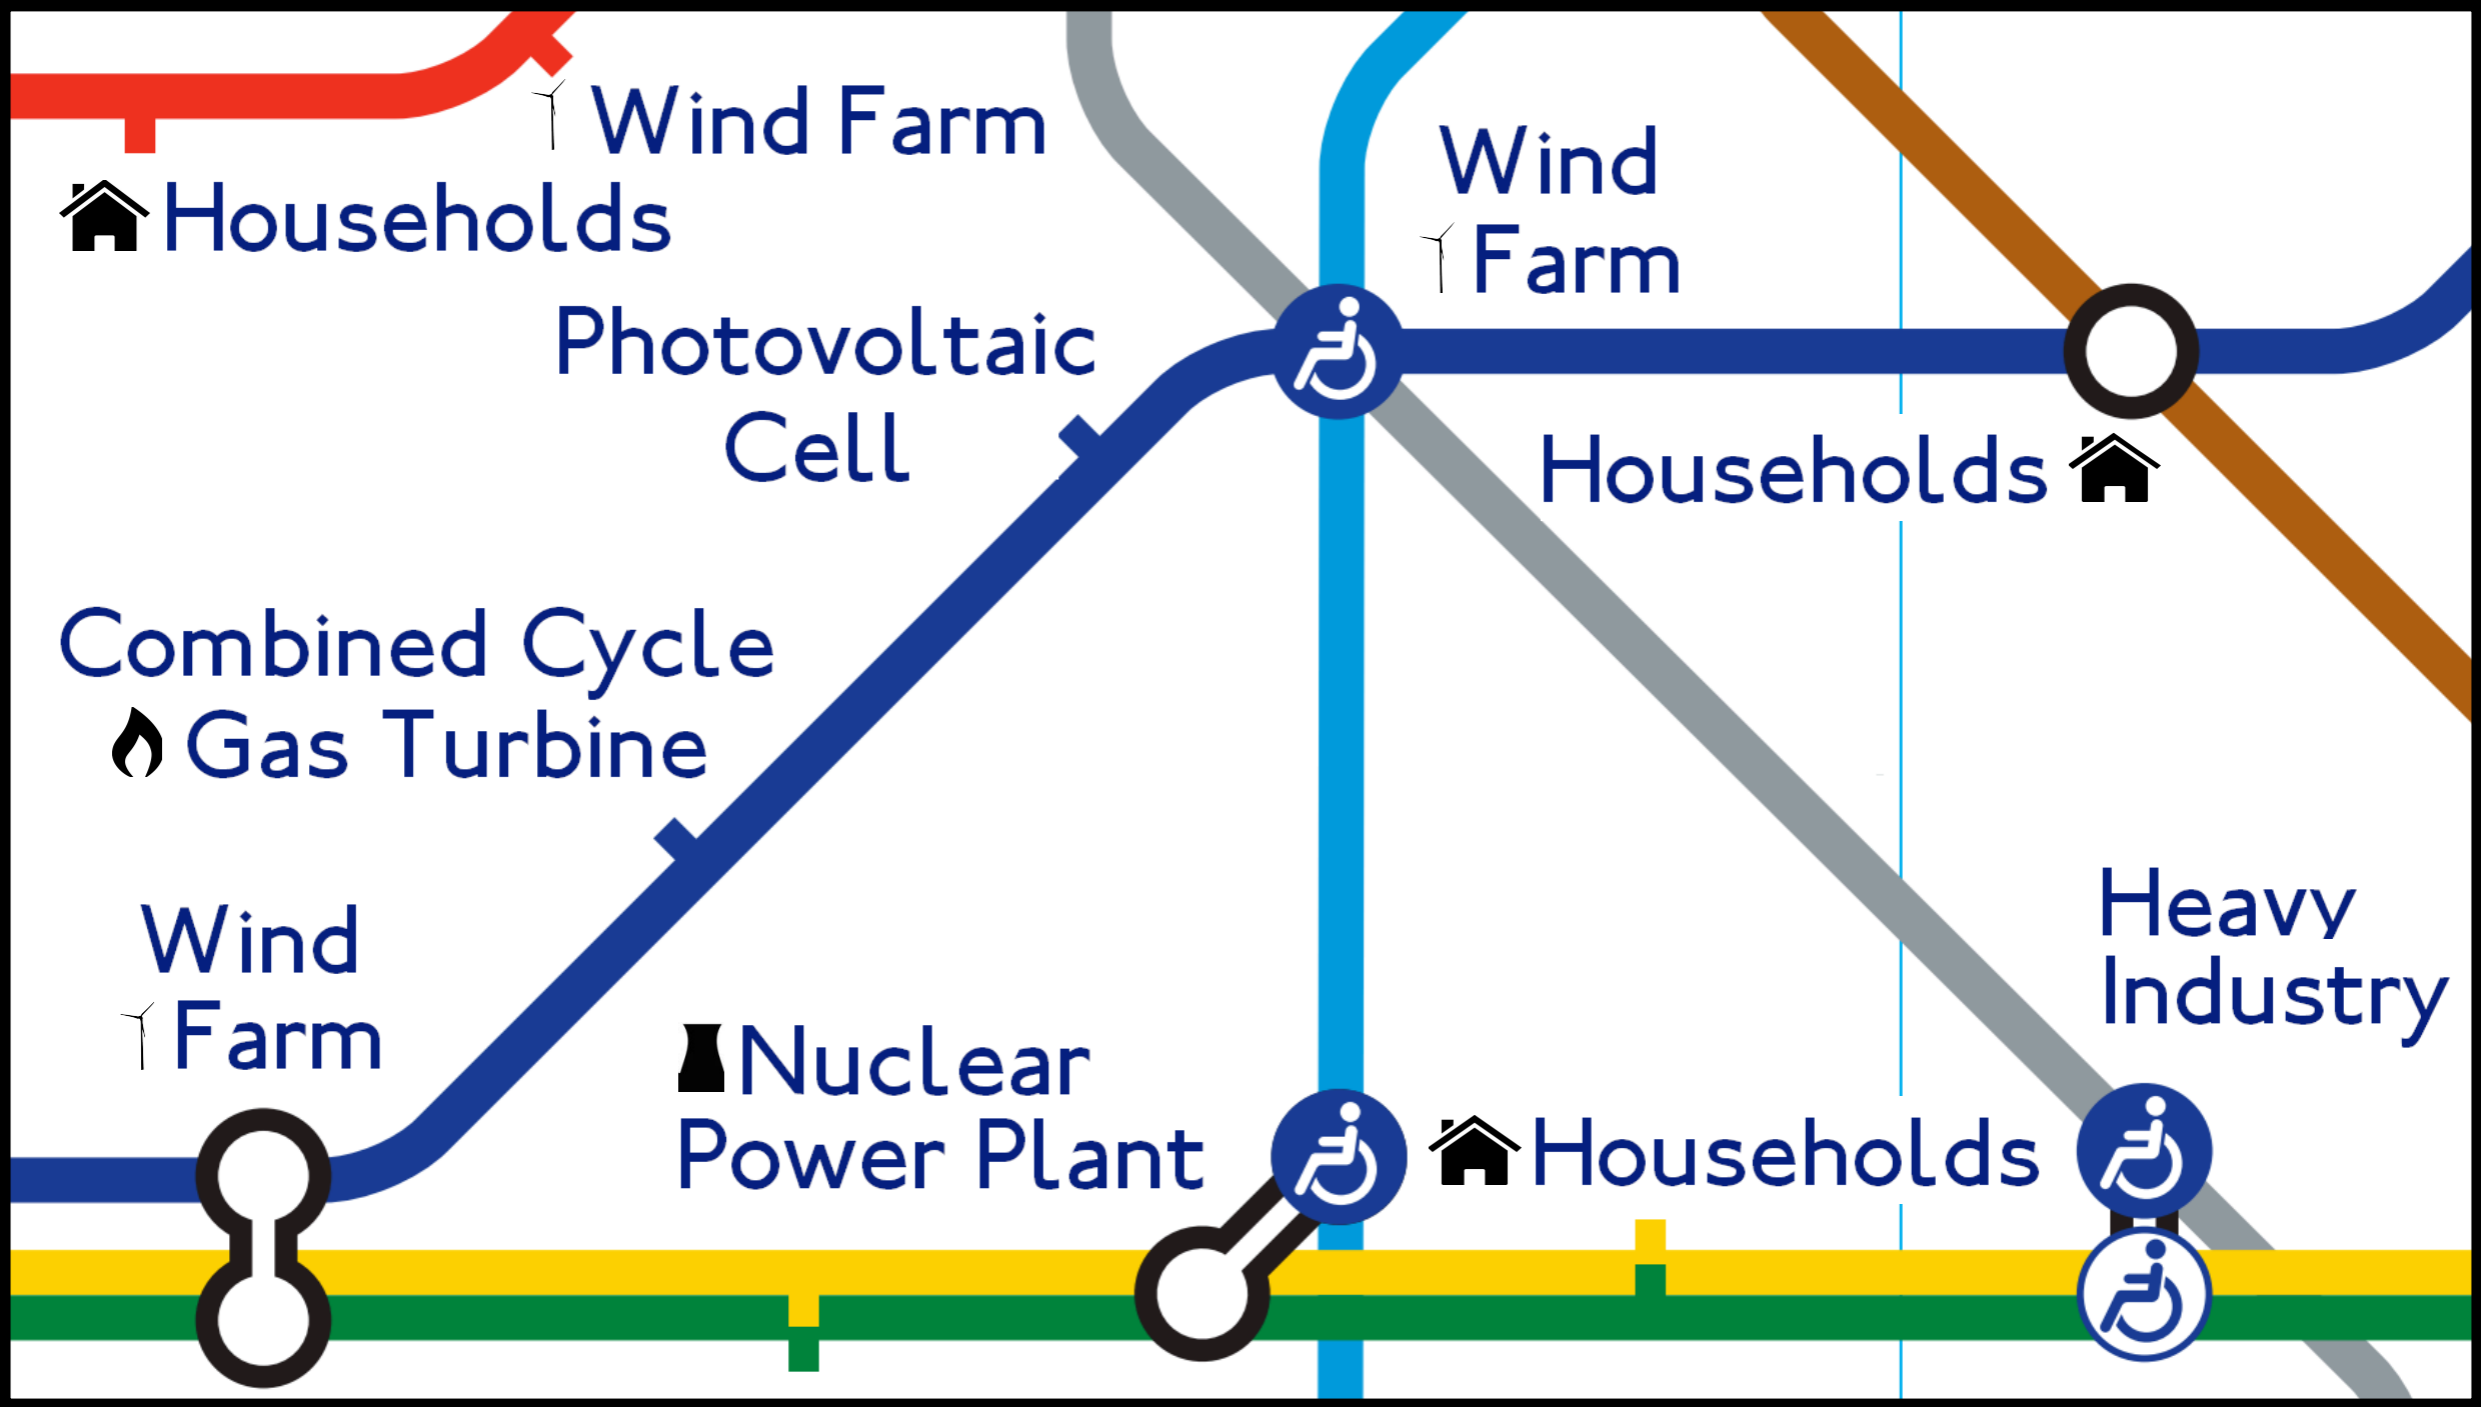 Wind Farm
Households
Wind
Farm
Photovoltaic
Cell
Households
Combined Cycle
Gas Turbine
Wind
Farm
Heavy
Industry
Nuclear
Power Plant
Households